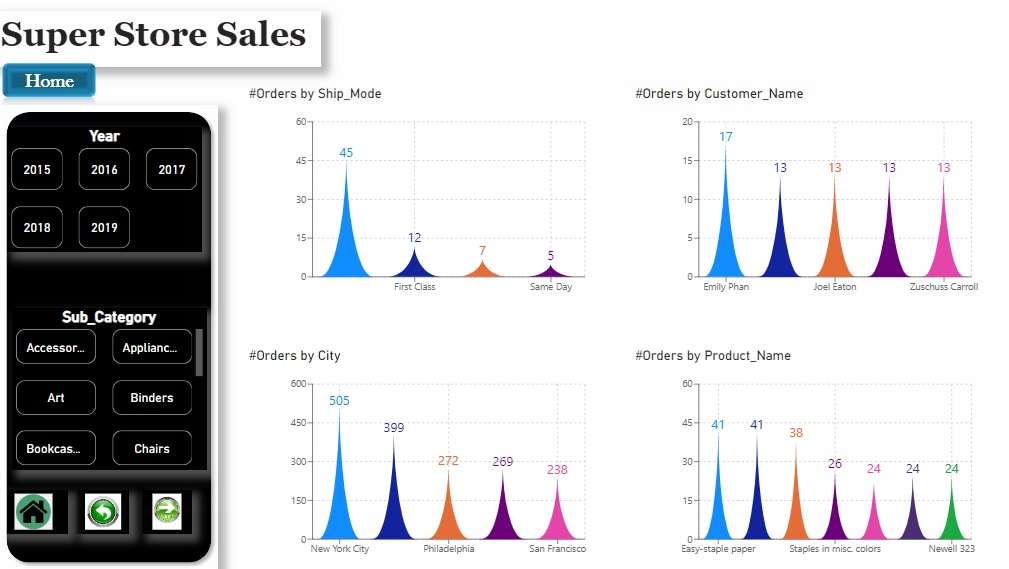 Super Store Sales
Home
Year
2015 2016 2017
2018 2019
Sub_Category
Accessor... Applianc...
Art Binders
Bookcas... Chairs
#Orders by Ship_Mode
60
45
30
15
0
45
12
7
5
First Class Same Day
#Orders by Customer_Name
20
15
10
5
0
17
13
13
13
13
Emily Phan Joel Eaton Zuschuss Carroll
#Orders by City
600
450
300
150
0
505
399
272
269
238
New York City Philadelphia San Francisco
#Orders by Product_Name
60
45
30
15
0
41
41
38
26
24
24
24
Easy-staple paper Staples in misc. colors Newell 323